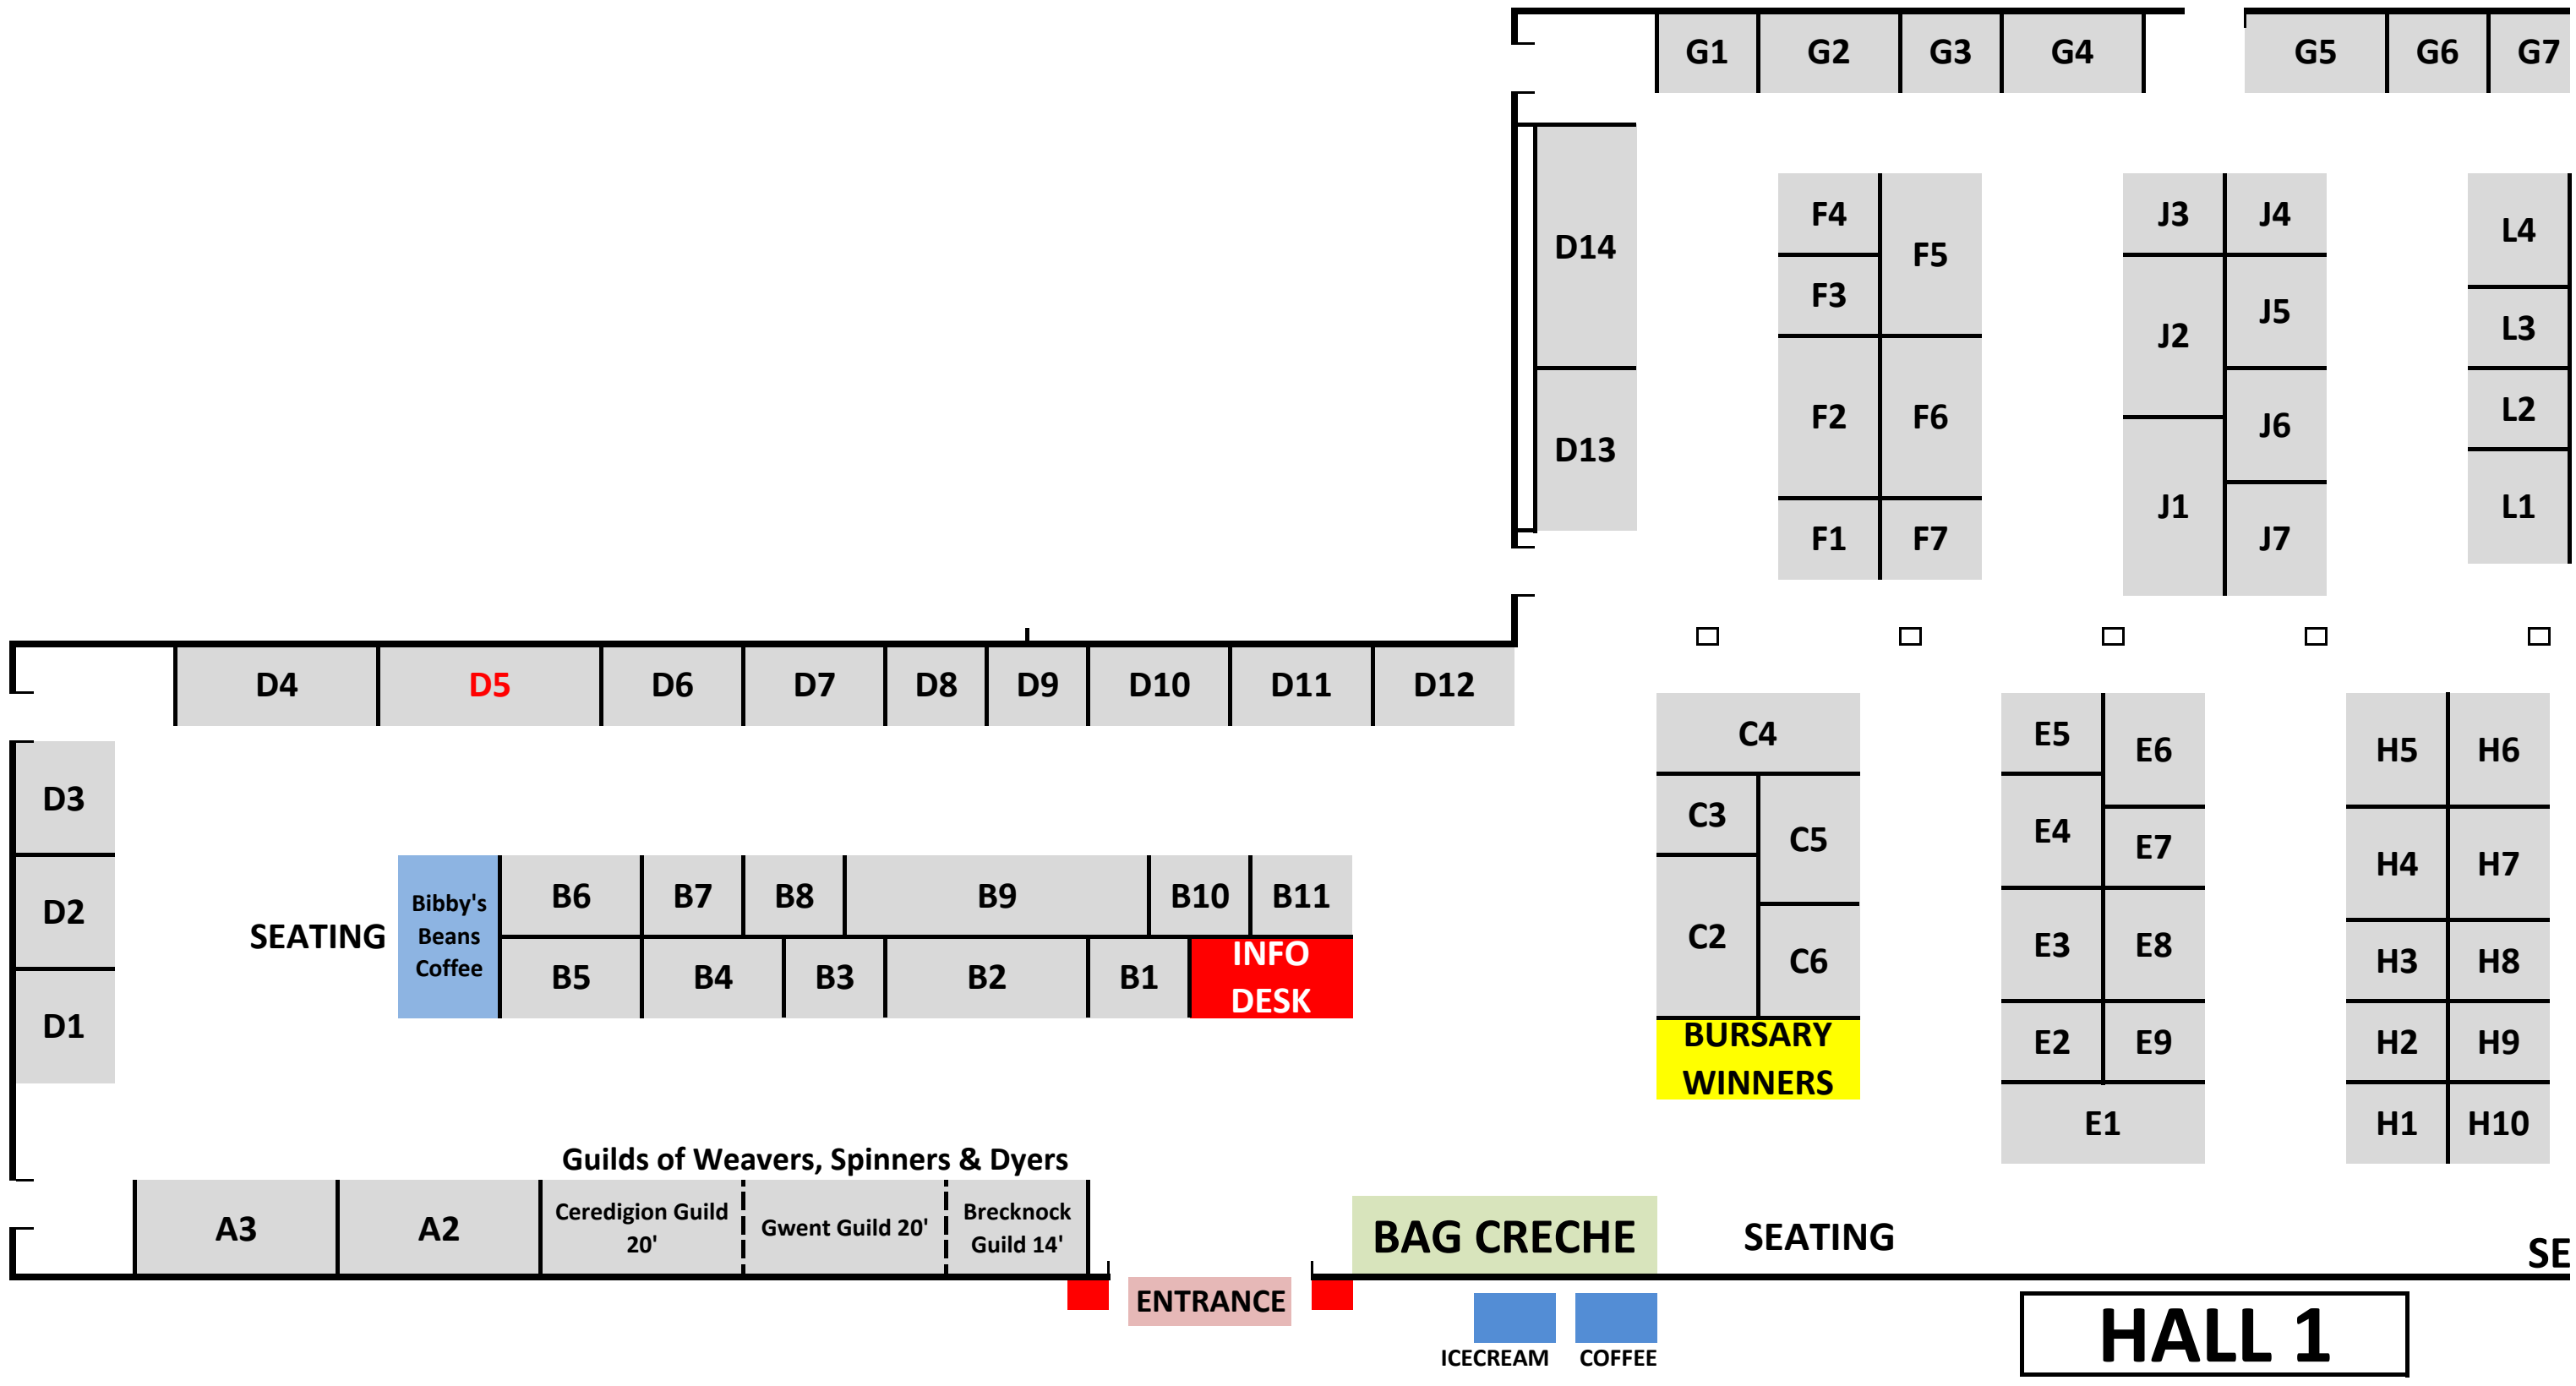 G1 G2 G3 G4 G5 G6 G7
F4 J3 J4 L4
D14 F5
F3 J5 L3
J2
F2 F6 J6 L2
D13
J1 L1
F1 F7 J7
D4 D5 D6 D7 D8 D9 D10 D11 D12
C4 E5 E6 H5 H6
D3
C3 C5 E4 E7 H4 H7
Bibby's
Beans
Coffee
B6 B7 B8 B9 B10 B11
D2
SEATING
C2 E3 E8 H3 H8
INFO
DESK
B5 B4 B3 B2 B1
C6
D1
BURSARY
WINNERS
E2 E9 H2 H9
E1 H1 H10
Guilds of Weavers, Spinners & Dyers
A3 A2
Ceredigion Guild
20'
Gwent Guild 20'
Brecknock
Guild 14'
BAG CRECHE
SEATING
SE
ENTRANCE
ICECREAM COFFEE
HALL 1